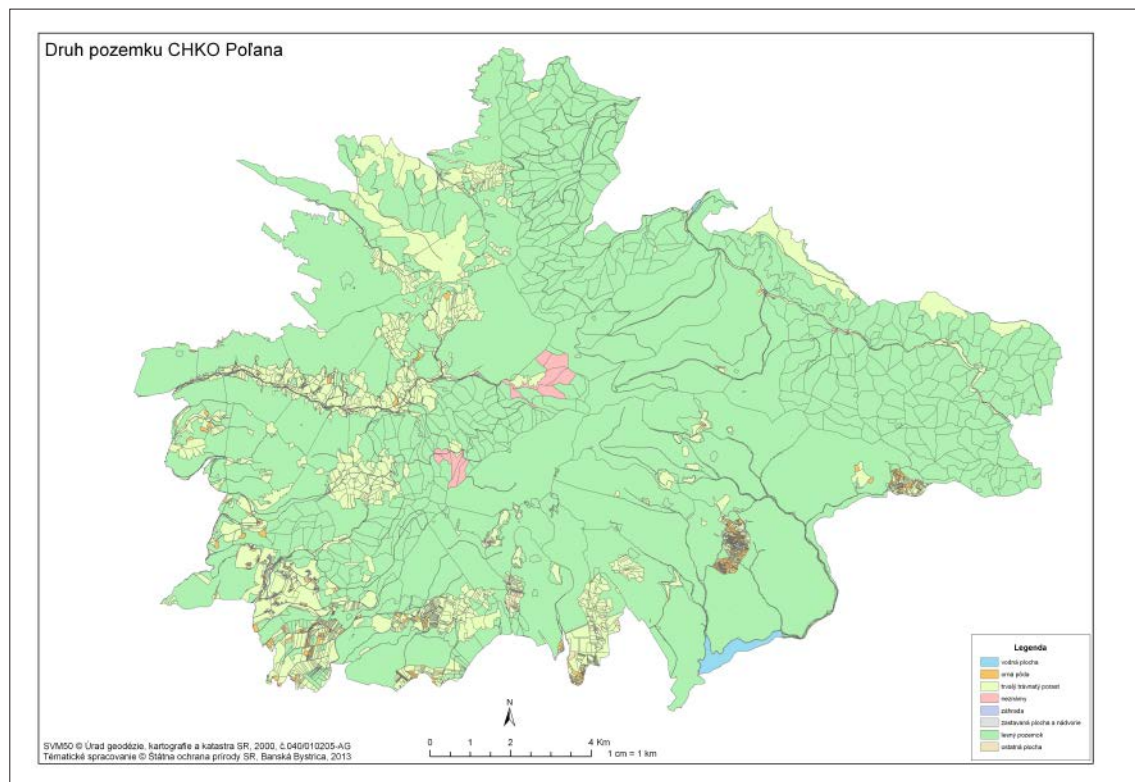 Druh pozemku CHKO Poľana
Legenda
vodná plocha
orná pôda
trvalý trávnatý porast
neznámy
záhrada
zastavaná plocha a nádvorie
lesný pozemok
ostatná plocha
N
0 1 2 4 Km
1 cm = 1 km
SVM50 © Úrad geodézie, kartografie a katastra SR, 2000, č.040/010205-AG
Tématické spracovanie © Štátna ochrana prírody SR, Banská Bystrica, 2013